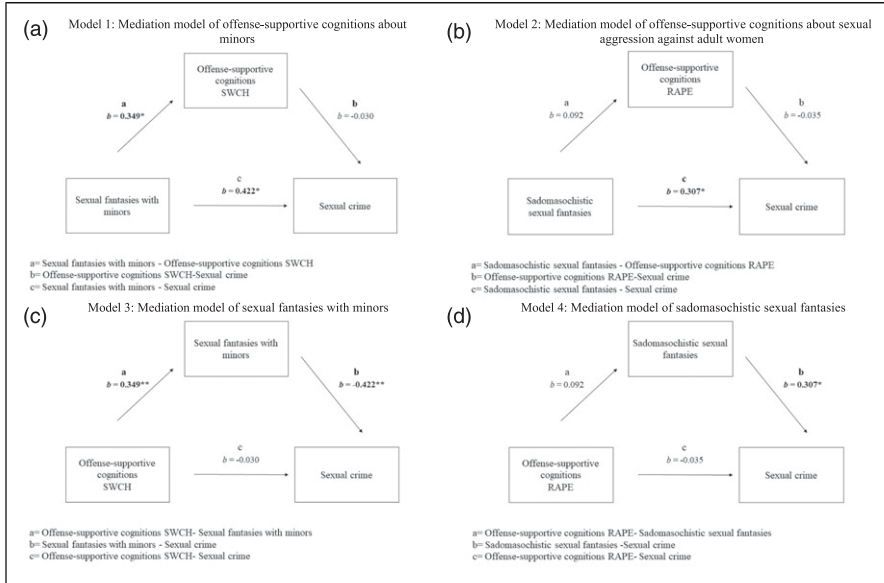 (a)
Model 1: Mediation model of offense-supportive cognitions about
minors
Offense-supportive
cognitions
SWCH
a
b = 0.349*
b
b = -0.030
Sexual fantasies with
minors
c
b = 0.422*
Sexual crime
a= Sexual fantasies with minors - Offense-supportive cognitions SWCH
b= Offense-supportive cognitions SWCH-Sexual crime
c= Sexual fantasies with minors - Sexual crime
(b)
Model 2: Mediation model of offense-supportive cognitions about sexual
aggression against adult women
Offense-supportive
cognitions
RAPE
a
b = 0.092
b
b = -0.035
Sadomasochistic
sexual fantasies
c
b = 0.307*
Sexual crime
a= Sadomasochistic sexual fantasies - Offense-supportive cognitions RAPE
b= Offense-supportive cognitions RAPE-Sexual crime
c= Sadomasochistic sexual fantasies - Sexual crime
(c)
Model 3: Mediation model of sexual fantasies with minors
Sexual fantasies with
minors
a
b = 0.349**
b
b = -0.422**
Offense-supportive
cognitions
SWCH
c
b = -0.030
Sexual crime
a= Offense-supportive cognitions SWCH- Sexual fantasies with minors
b= Sexual fantasies with minors - Sexual crime
c= Offense-supportive cognitions SWCH- Sexual crime
(d)
Model 4: Mediation model of sadomasochistic sexual fantasies
Sadomasochistic sexual
fantasies
a
b = 0.092
b
b = 0.307*
Offense-supportive
cognitions
RAPE
c
b = -0.035
Sexual crime
a= Offense-supportive cognitions RAPE- Sadomasochistic sexual fantasies
b= Sadomasochistic sexual fantasies -Sexual crime
c= Offense-supportive cognitions RAPE- Sexual crime